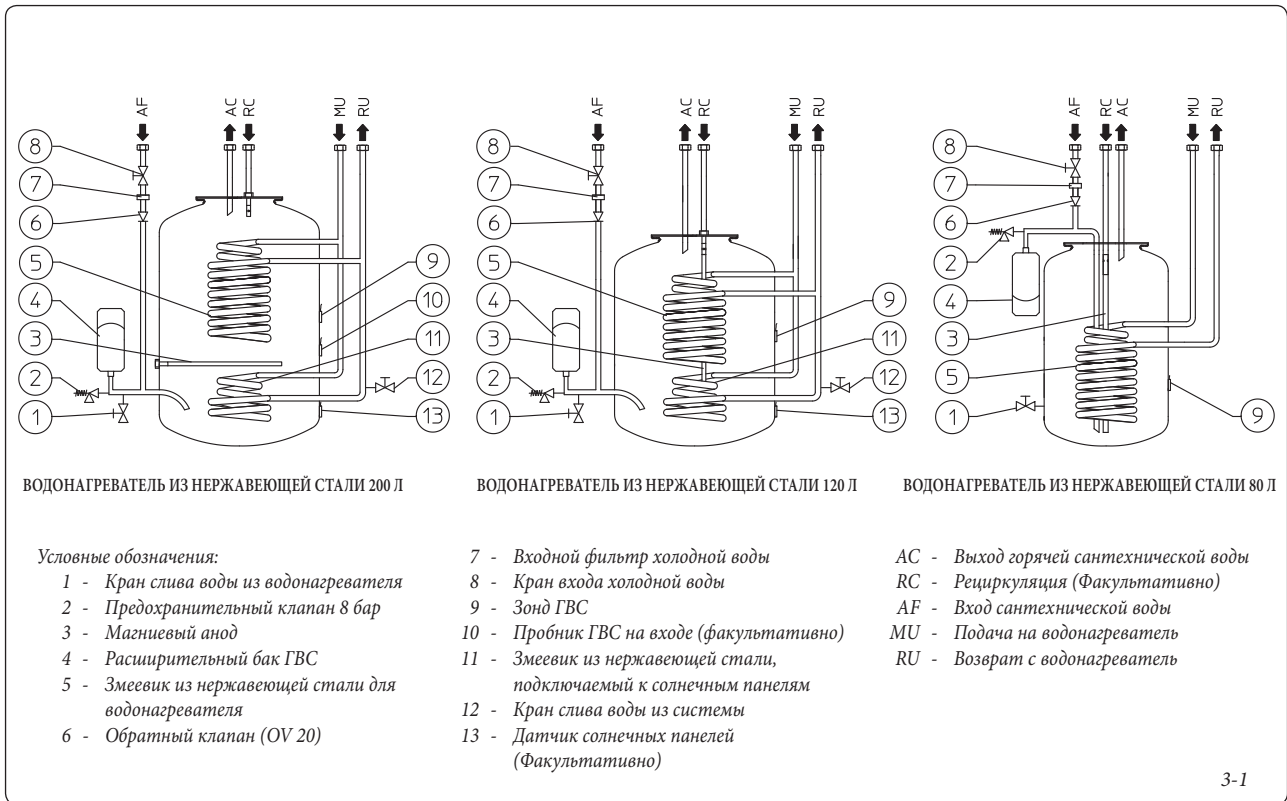 AF
AC
RC
MU
RU
8
7
6
5
4
3
2
1
9
10
11
12
13
AF
AC
RC
MU
RU
8
7
6
5
4
3
2
1
9
11
12
13
AF
RC
AC
MU
RU
8
7
6
2
4
3
5
1
9
ВОДОНАГРЕВАТЕЛЬ ИЗ НЕРЖАВЕЮЩЕЙ СТАЛИ 200 Л
ВОДОНАГРЕВАТЕЛЬ ИЗ НЕРЖАВЕЮЩЕЙ СТАЛИ 120 Л
ВОДОНАГРЕВАТЕЛЬ ИЗ НЕРЖАВЕЮЩЕЙ СТАЛИ 80 Л
Условные обозначения:
1 - Кран слива воды из водонагревателя
2 - Предохранительный клапан 8 бар
3 - Магниевый анод
4 - Расширительный бак ГВС
5 - Змеевик из нержавеющей стали для
водонагревателя
6 - Обратный клапан (OV 20)
7 - Входной фильтр холодной воды
8 - Кран входа холодной воды
9 - Зонд ГВС
10 - Пробник ГВС на входе (факультативно)
11 - Змеевик из нержавеющей стали,
подключаемый к солнечным панелям
12 - Кран слива воды из системы
13 - Датчик солнечных панелей
(Факультативно)
AC - Выход горячей сантехнической воды
RC - Рециркуляция (Факультативно)
AF - Вход сантехнической воды
MU - Подача на водонагреватель
RU - Возврат с водонагреватель
3-1